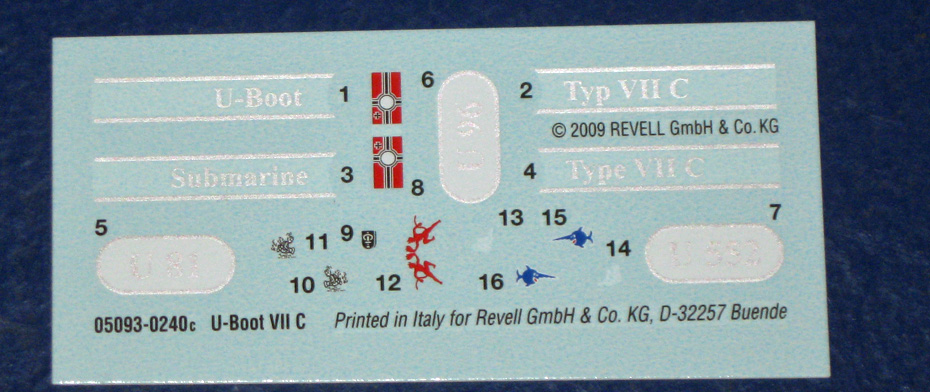 U-Boot
1
6
2
Typ VII C
© 2009 REVELL GmbH & Co. KG
Submarine
3
8
4
Type VII C
5
U 81
11
9
10
12
13
15
16
14
7
U 552
05093-0240c U-Boot VII C
Printed in Italy for Revell GmbH & Co. KG, D-32257 Buende